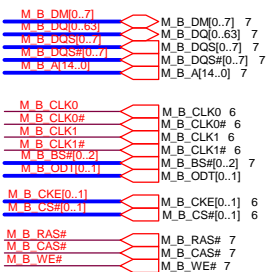 M_B_DM[0..7] M_B_DM[0..7] 7
M_B_DQ[0..63] M_B_DQ[0..63] 7
M_B_DQS[0..7] M_B_DQS[0..7] 7
M_B_DQS#[0..7] M_B_DQS#[0..7] 7
M_B_A[14..0] M_B_A[14..0] 7
M_B_CLK0 M_B_CLK0 6
M_B_CLK0# M_B_CLK0# 6
M_B_CLK1 M_B_CLK1 6
M_B_CLK1# M_B_CLK1# 6
M_B_BS#[0..2] M_B_BS#[0..2] 7
M_B_ODT[0..1] M_B_ODT[0..1]
M_B_CKE[0..1] M_B_CKE[0..1] 6
M_B_CS#[0..1] M_B_CS#[0..1] 6
M_B_RAS# M_B_RAS# 7
M_B_CAS# M_B_CAS# 7
M_B_WE# M_B_WE# 7